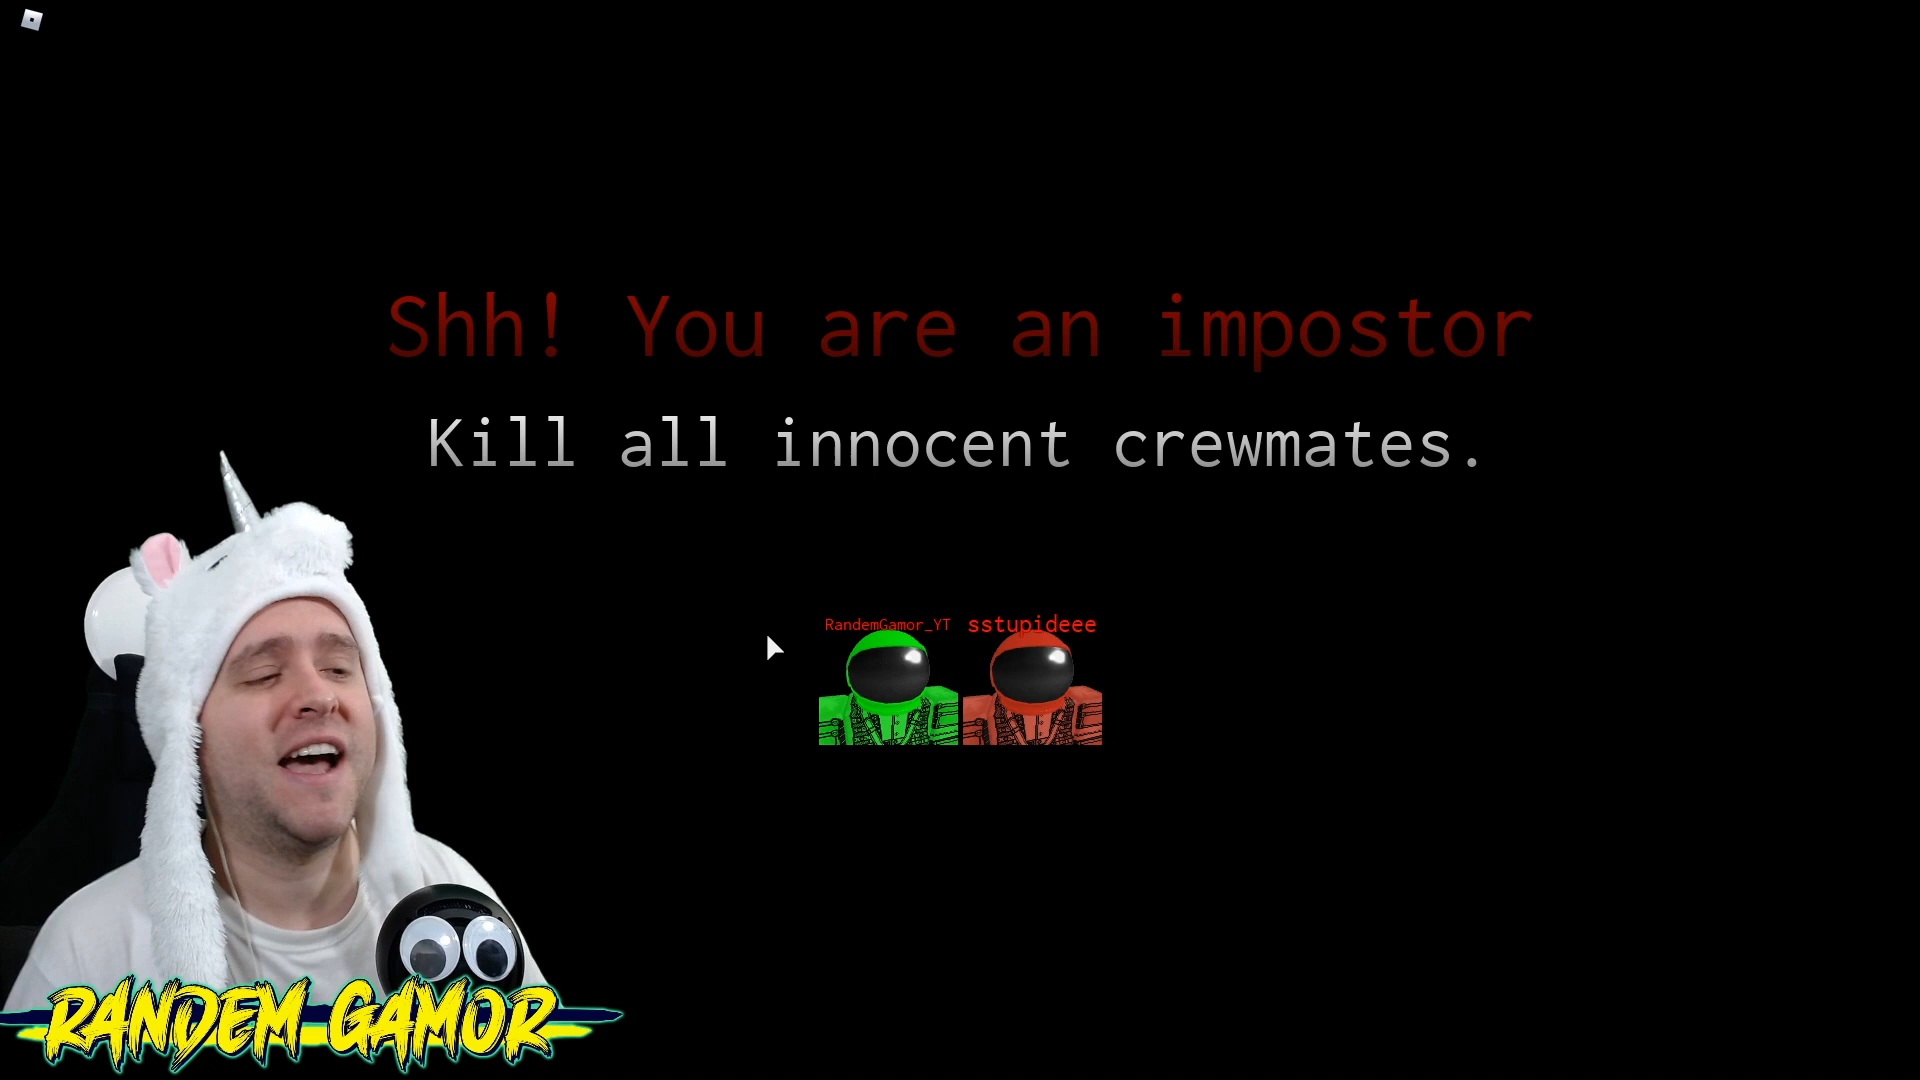 Shh! You are an impostor
Kill all innocent crewmates.
RandemGamor_YT sstupideee
RANDEM GAMOR